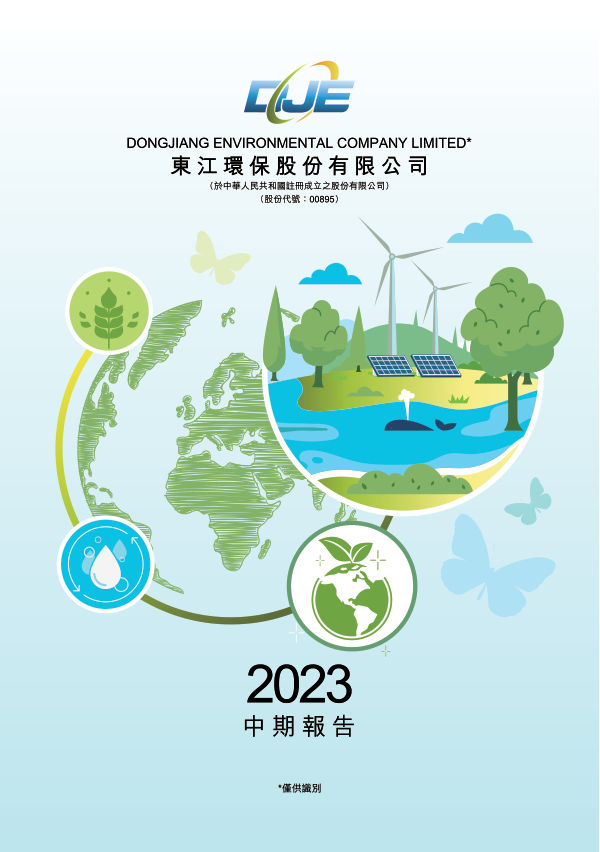 DJE
DONGJIANG ENVIRONMENTAL COMPANY LIMITED*
東江環保股份有限公司
（於中華人民共和國註冊成立之股份有限公司）
（股份代號：00895）
2023
中期報告
*僅供識別